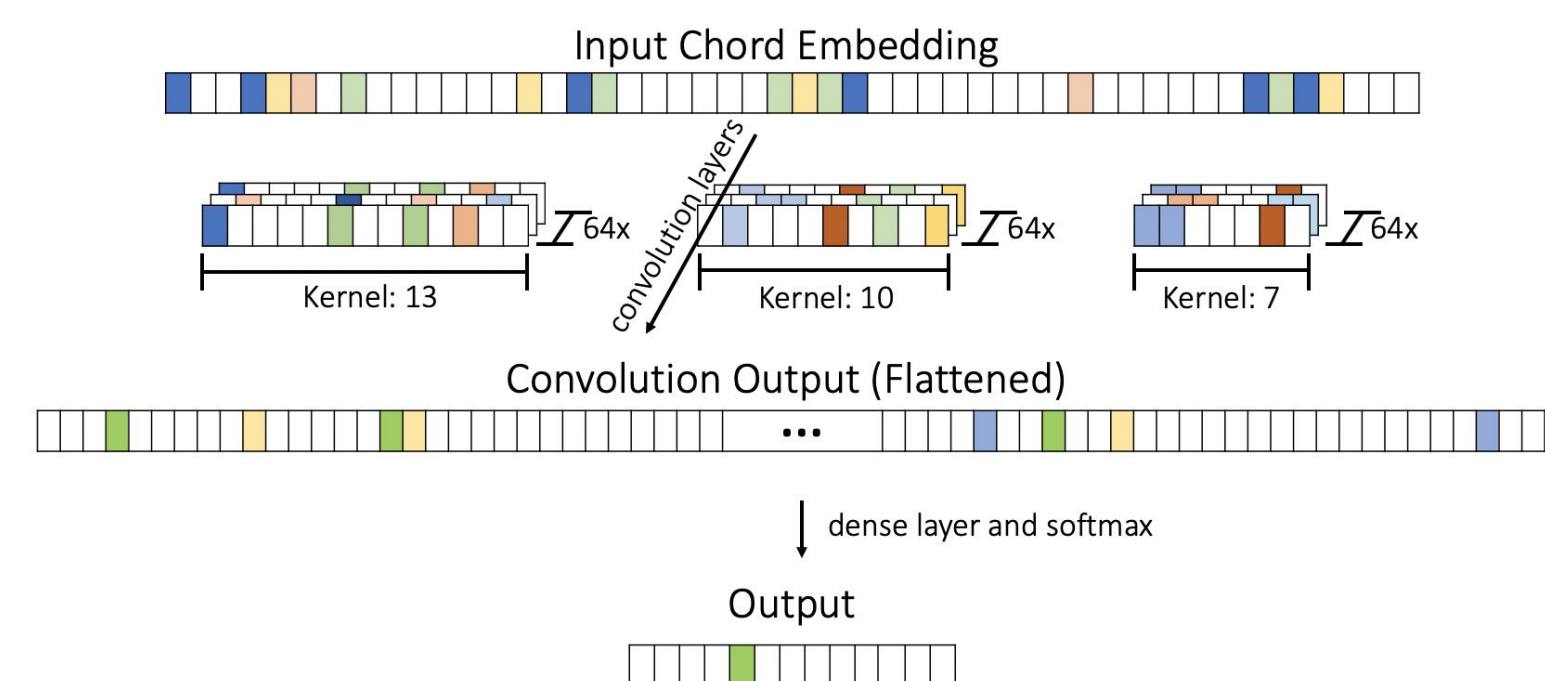 Input Chord Embedding
convolution layers
64x
64x
64x
Kernel: 13
Kernel: 10
Kernel: 7
Convolution Output (Flattened)
...
dense layer and softmax
Output